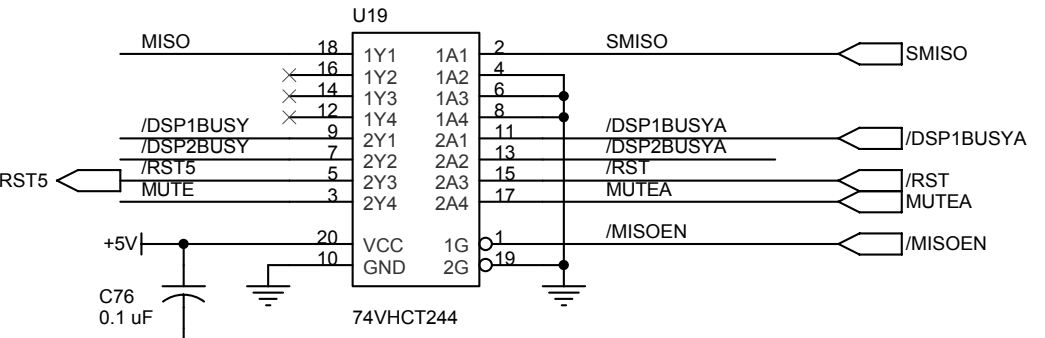 U19
MISO 18 1Y1 1A1 2 SMISO SMISO
16 1Y2 1A2 4
14 1Y3 1A3 6
12 1Y4 1A4 8
/DSP1BUSY 9 2Y1 2A1 11 /DSP1BUSYA /DSP1BUSYA
/DSP2BUSY 7 2Y2 2A2 13 /DSP2BUSYA
RST5 /RST5 5 2Y3 2A3 15 /RST /RST
MUTE 3 2Y4 2A4 17 MUTEA MUTEA
+5V 20 VCC 1G 1 /MISOEN /MISOEN
10 GND 2G 19
C76
0.1 uF
74VHCT244